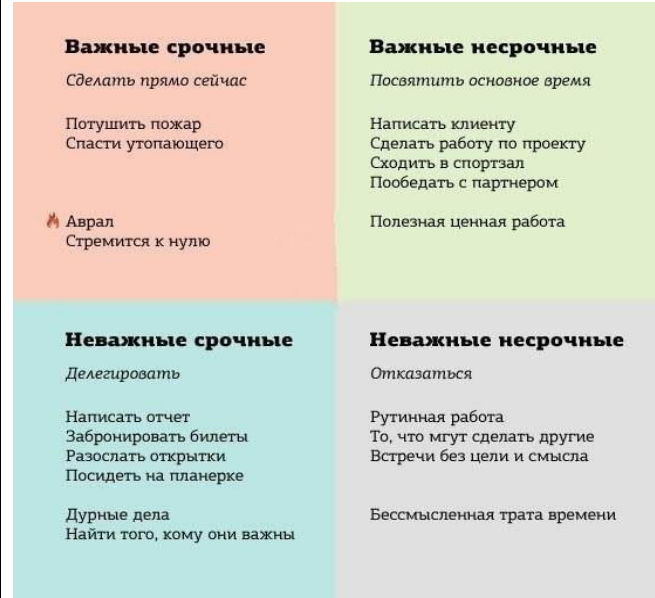 Важные срочные
Сделать прямо сейчас
Потушить пожар
Спасти утопающего
Аврал
Стремится к нулю
Важные несрочные
Посвятить основное время
Написать клиенту
Сделать работу по проекту
Сходить в спортзал
Пообедать с партнером
Полезная ценная работа
Неважные срочные
Делегировать
Написать отчет
Забронировать билеты
Разослать открытки
Посидеть на планерке
Дурные дела
Найти того, кому они важны
Неважные несрочные
Отказаться
Рутинная работа
То, что мгут сделать другие
Встречи без цели и смысла
Бессмысленная трата времени